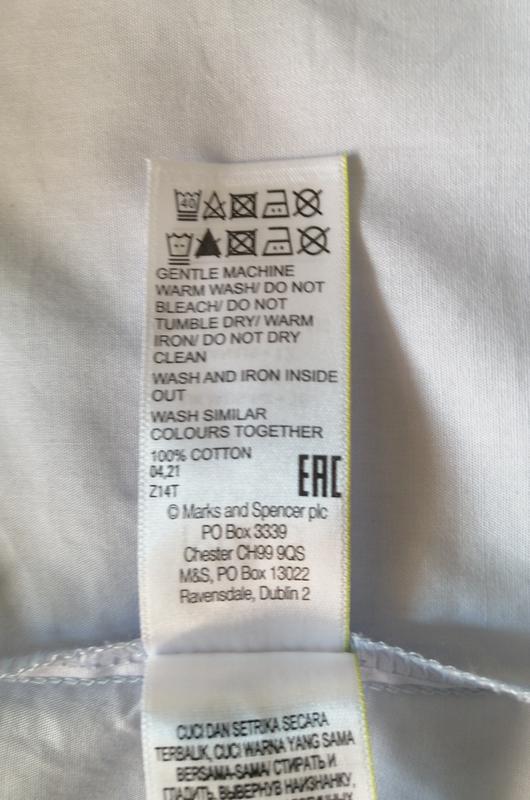 40
GENTLE MACHINE
WARM WASH/ DO NOT
BLEACH/ DO NOT
TUMBLE DRY/ WARM
IRON/ DO NOT DRY
CLEAN
WASH AND IRON INSIDE
OUT
WASH SIMILAR
COLOURS TOGETHER
100% COTTON
04,21
Z14T
EAC
© Marks and Spencer plc
PO Box 3339
Chester CH99 9QS
M&S, PO Box 13022
Ravensdale, Dublin 2
CUCI DAN SETRIKA SECARA
TERBALIK, CUCI WARNA YANG SAMA
BERSAMA-SAMA/ СТИРАТЬ И
ГЛАДИТЬ, ВЫВЕРНУВ НАИЗНАНКУ,